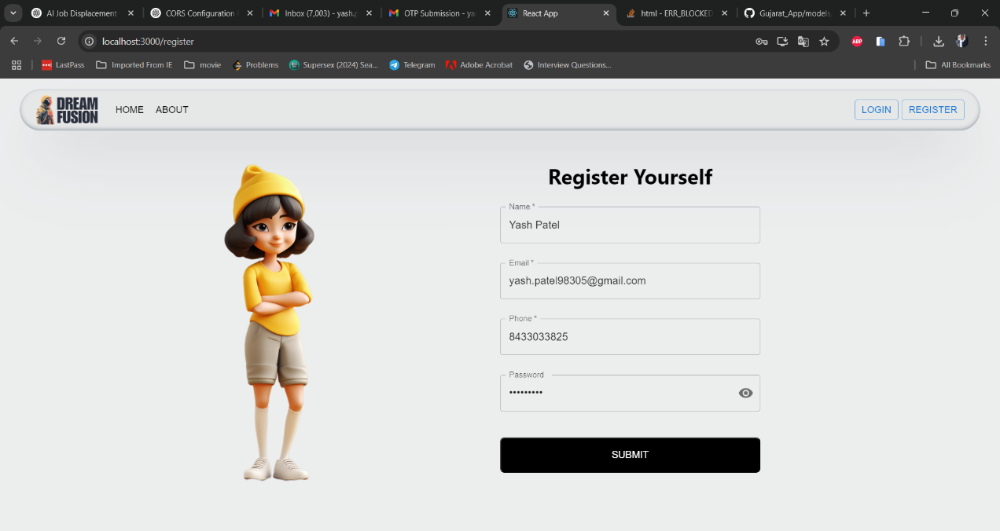 AI Job Displacement
CORS Configuration
Inbox (7,003) - yash.p
OTP Submission - ya
React App
html - ERR_BLOCKED
Gujarat_App/models
localhost:3000/register
ABP
LastPass
Imported From IE
movie
Problems
Supersex (2024) Sea...
Telegram
Adobe Acrobat
Interview Questions...
All Bookmarks
DREAM
FUSION
HOME
ABOUT
LOGIN
REGISTER
Register Yourself
Name *
Yash Patel
Email *
yash.patel98305@gmail.com
Phone *
8433033825
Password
•••••••••
SUBMIT